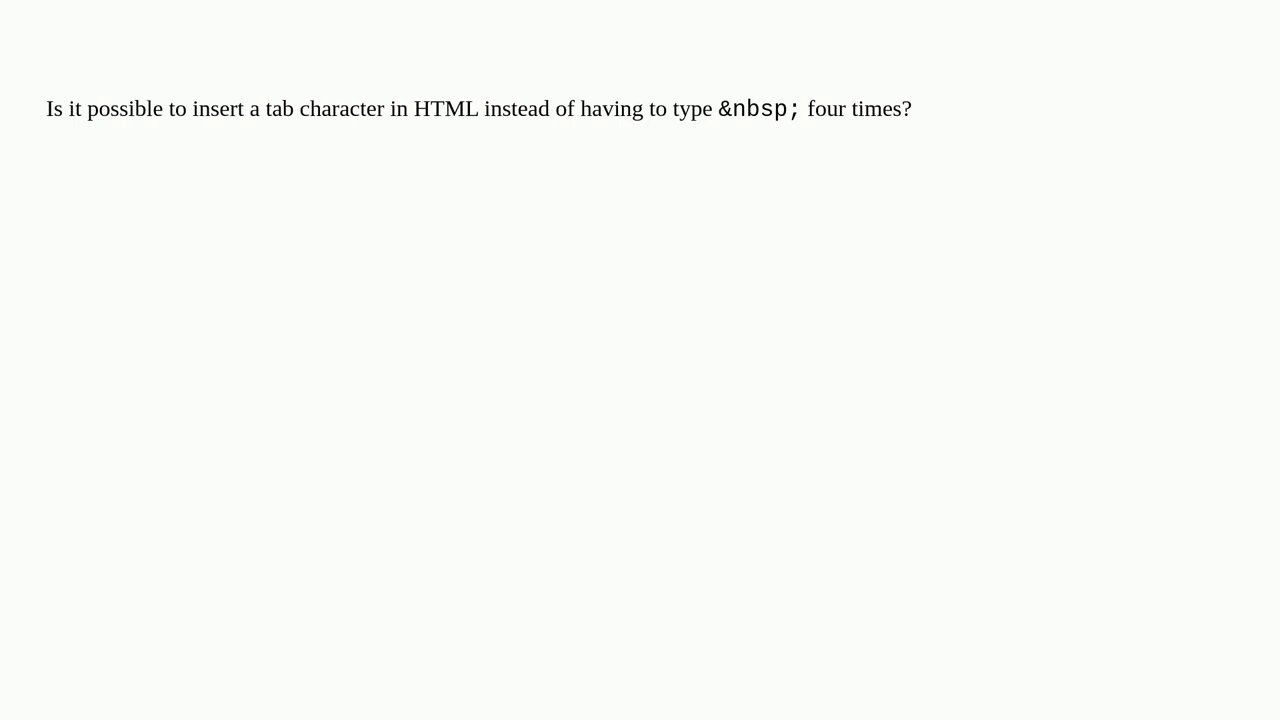 Is it possible to insert a tab character in HTML instead of having to type &nbsp; four times?